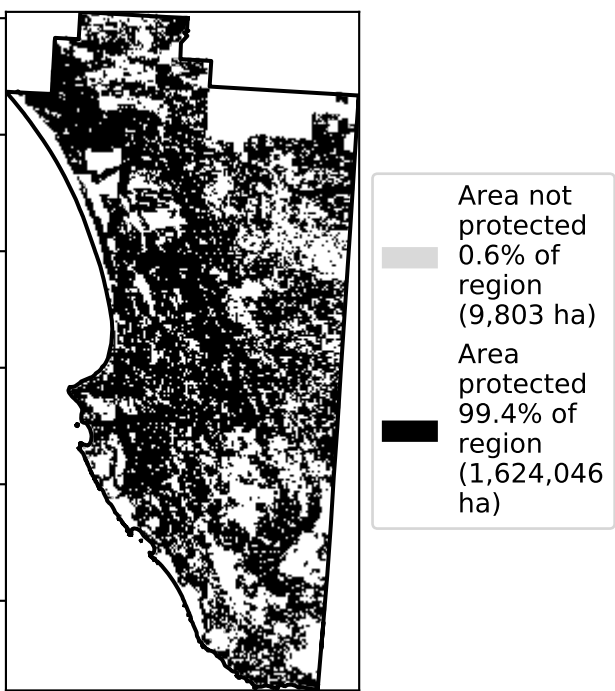 Area not
protected
0.6% of
region
(9,803 ha)
Area
protected
99.4% of
region
(1,624,046
ha)